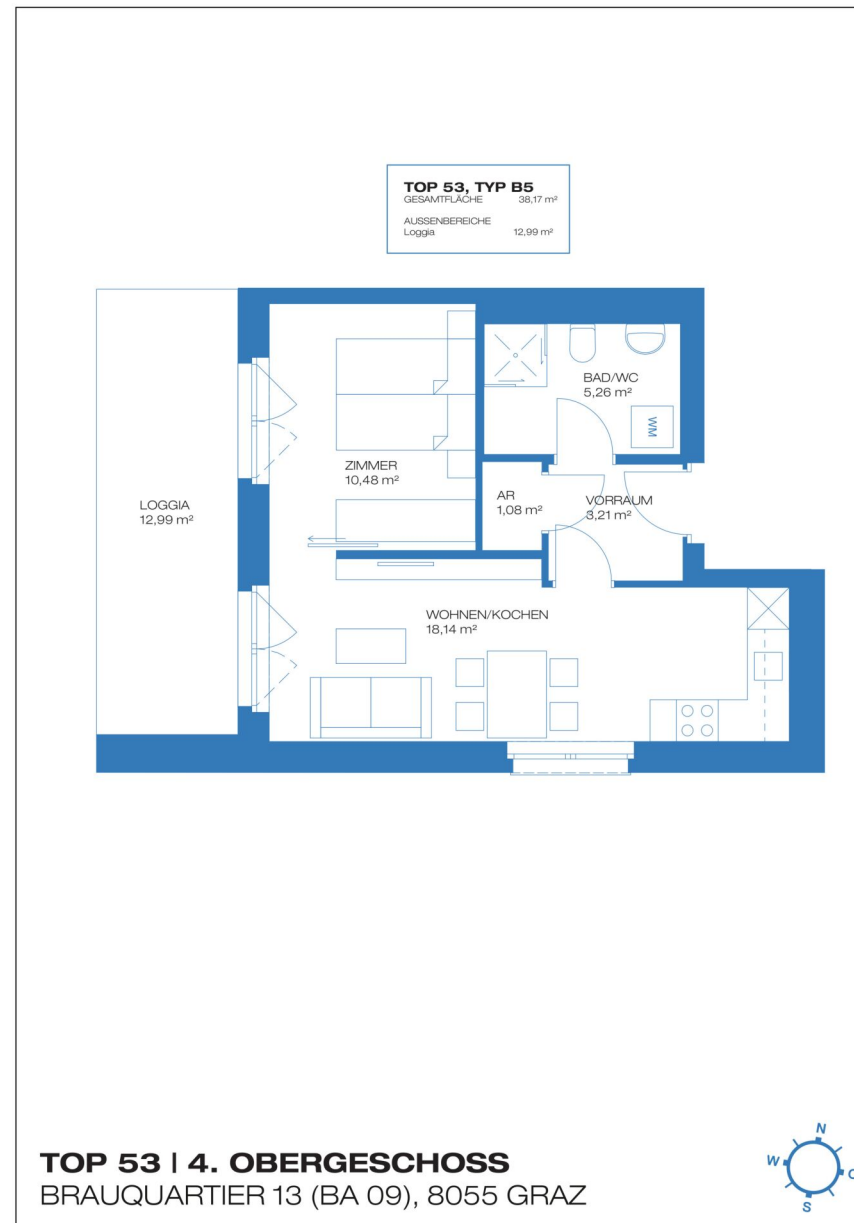 TOP 53, TYP B5
GESAMTFLÄCHE 38,17 m²
AUSSENBEREICHE
Loggia 12,99 m²
BAD/WC
5,26 m²
WM
ZIMMER
10,48 m²
AR
1,08 m²
VORRAUM
3,21 m²
LOGGIA
12,99 m²
WOHNEN/KOCHEN
18,14 m²
TOP 53 | 4. OBERGESCHOSS
BRAUQUARTIER 13 (BA 09), 8055 GRAZ
N
W
O
S